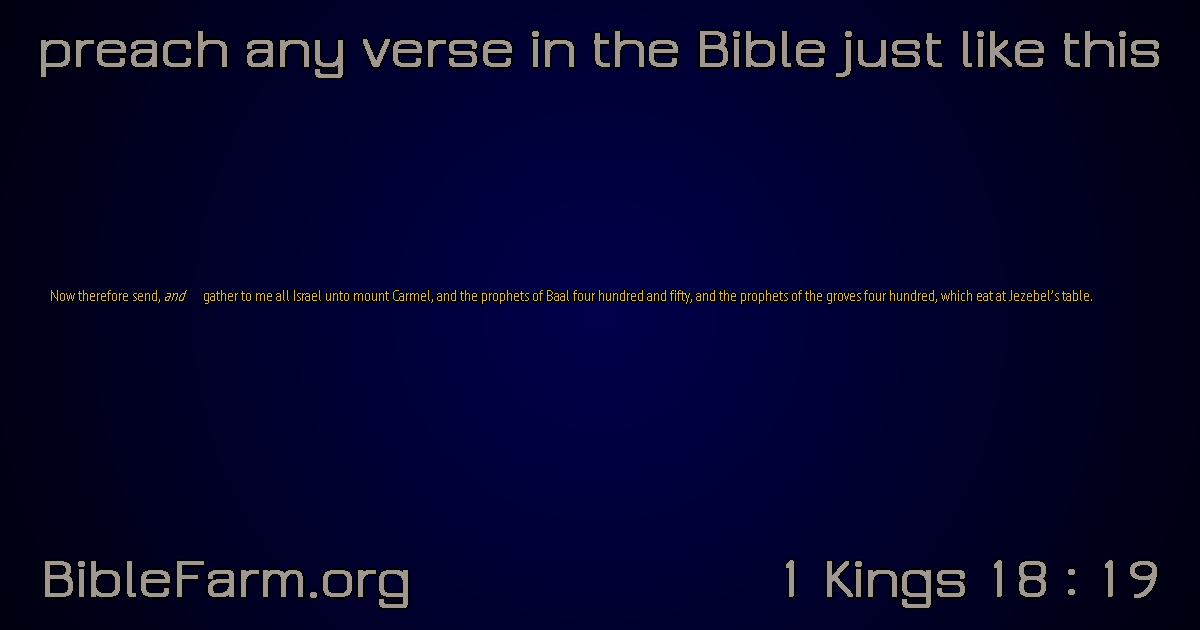 preach any verse in the Bible just like this
Now therefore send, and gather to me all Israel unto mount Carmel, and the prophets of Baal four hundred and fifty, and the prophets of the groves four hundred, which eat at Jezebel's table.
BibleFarm.org
1 Kings 18 : 19